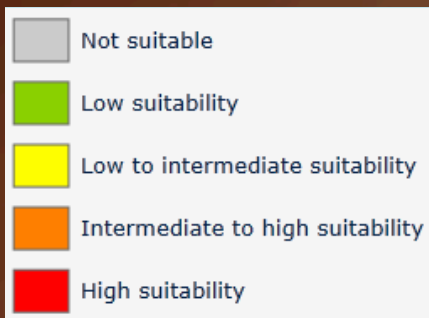 Not suitable
Low suitability
Low to intermediate suitability
Intermediate to high suitability
High suitability